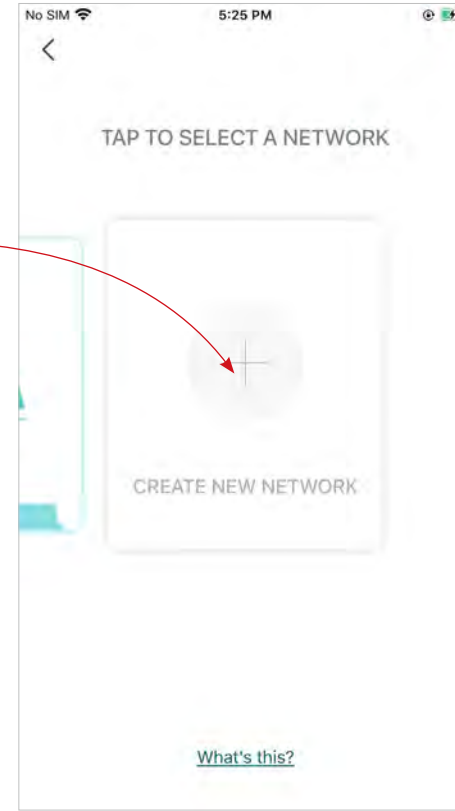 No SIM 5:25 PM
TAP TO SELECT A NETWORK
CREATE NEW NETWORK
What's this?